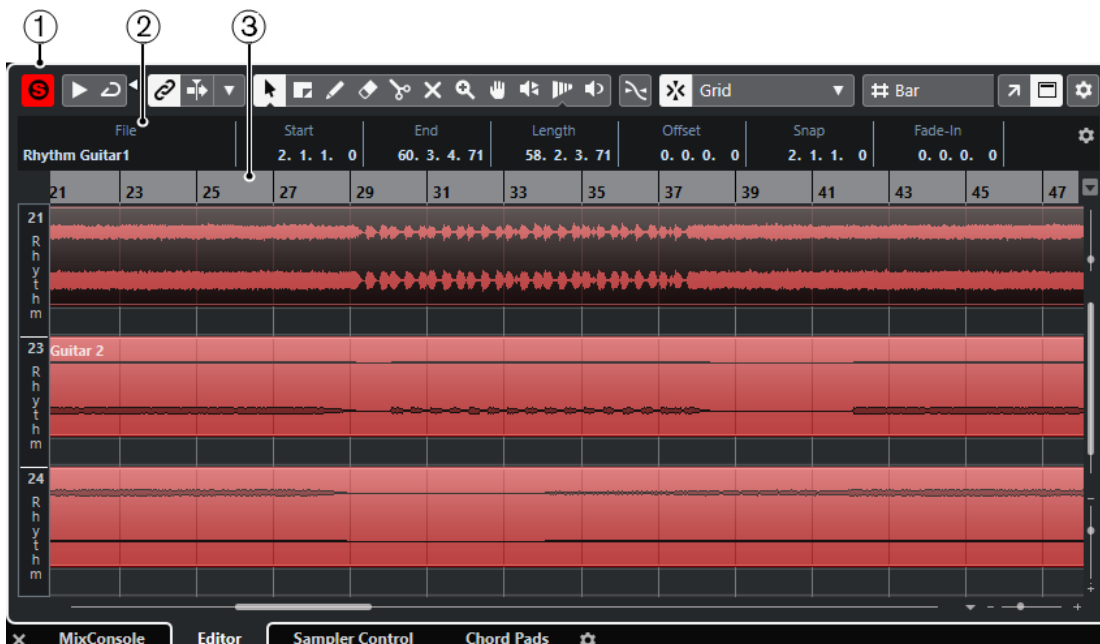 1 2 3
S Grid Bar
File Start End Length Offset Snap Fade-In
Rhythm Guitar1 2. 1. 1. 0 60. 3. 4. 71 58. 2. 3. 71 0. 0. 0. 0 2. 1. 1. 0 0. 0. 0. 0
21 23 25 27 29 31 33 35 37 39 41 43 45 47
21
Rhythm
23 Guitar 2
Rhythm
24
Rhythm
MixConsole Editor Sampler Control Chord Pads